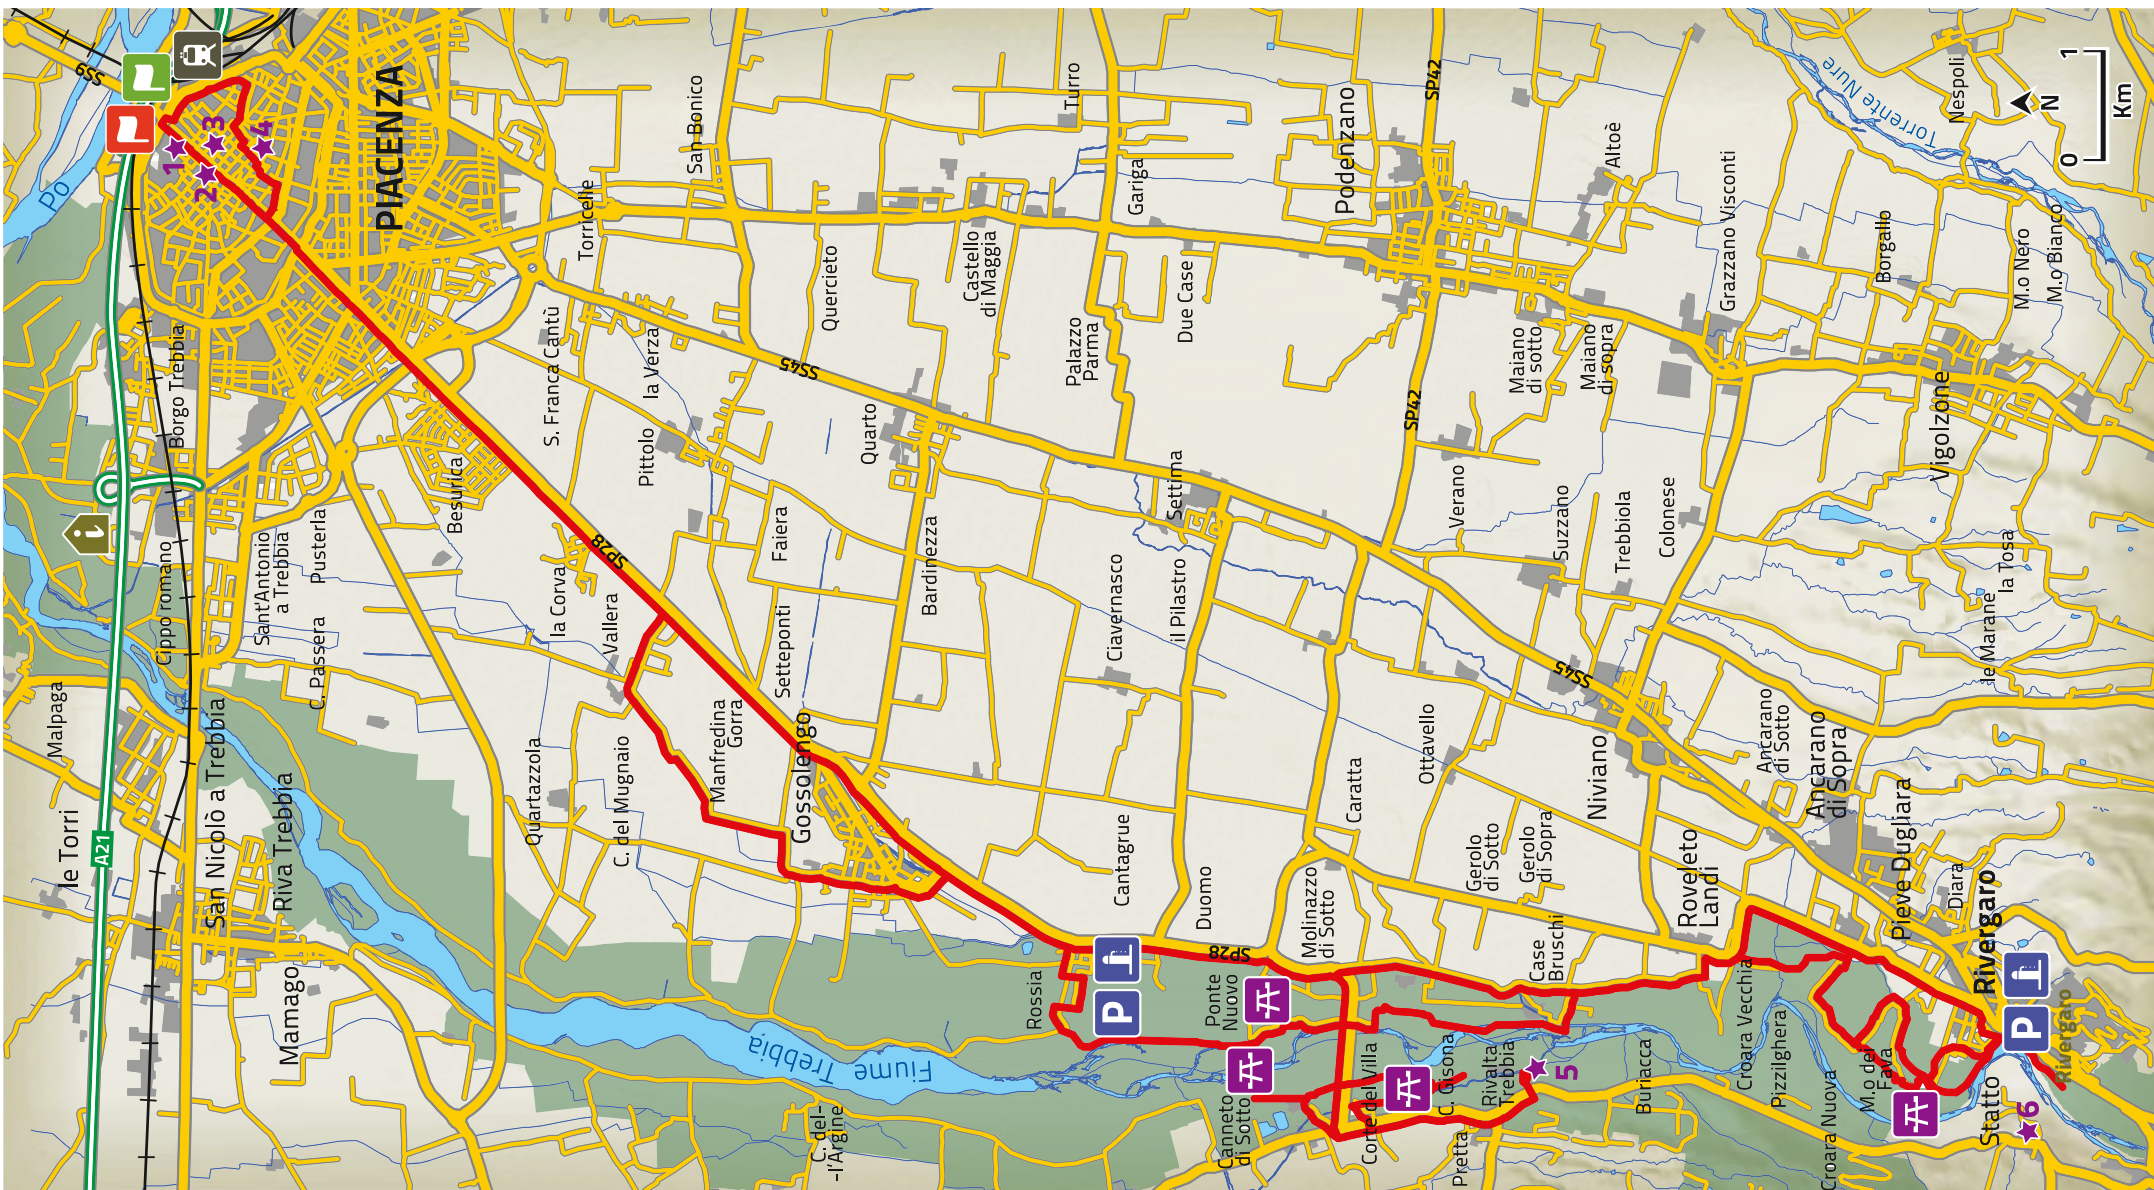 SS9
Po
1
2
3
4
PIACENZA
San Bonico
Turro
SP42
Torrente Nure
Nespoli
N
0
1
Km
Torricelle
Gariga
Podenzano
Altoè
Grazzano Visconti
Borgallo
M.o Nero
M.o Bianco
Borgo Trebbia
S. Franca Cantù
la Verza
Quercieto
Castello
di Maggia
Palazzo
Parma
Due Case
Maiano
di sotto
Maiano
di sopra
SS45
SP42
Vigolzone
Besurica
Pittolo
Quarto
Settima
Verano
Suzzano
Trebbiola
Colonese
i
Cippo romano
Sant'Antonio
a Trebbia
Pusterla
C. Passera
SP28
la Corva
Vallera
Faiera
Setteponti
Bardinezza
Ciavernasco
il Pilastro
la Tosa
le Marane
Malpaga
San Nicolò a Trebbia
Riva Trebbia
Quartazzola
C. del Mugnaio
Manfredina
Gorra
Gossolengo
SS45
Ottavello
Niviano
Ancarano
di Sotto
Ancarano
di Sopra
le Torri
A21
Cantagrue
Duomo
Caratta
Molinazzo
di Sotto
Gerolo
di Sotto
Gerolo
di Sopra
Case
Bruschi
Roveleto
Landi
Pieve Dugliara
Diara
Rivergaro
Mamago
Fiume Trebbia
Rossia
P
SP28
Ponte
Nuovo
Croara Vecchia
Pizzilghera
P
Rivergaro
C. del-
-l'Argine
Canneto
di Sotto
Corte del Villa
C. Gisona
Rivalta
Trebbia
5
Pretta
Buriacca
Croara Nuova
M.o dei
Fava
Statto
6